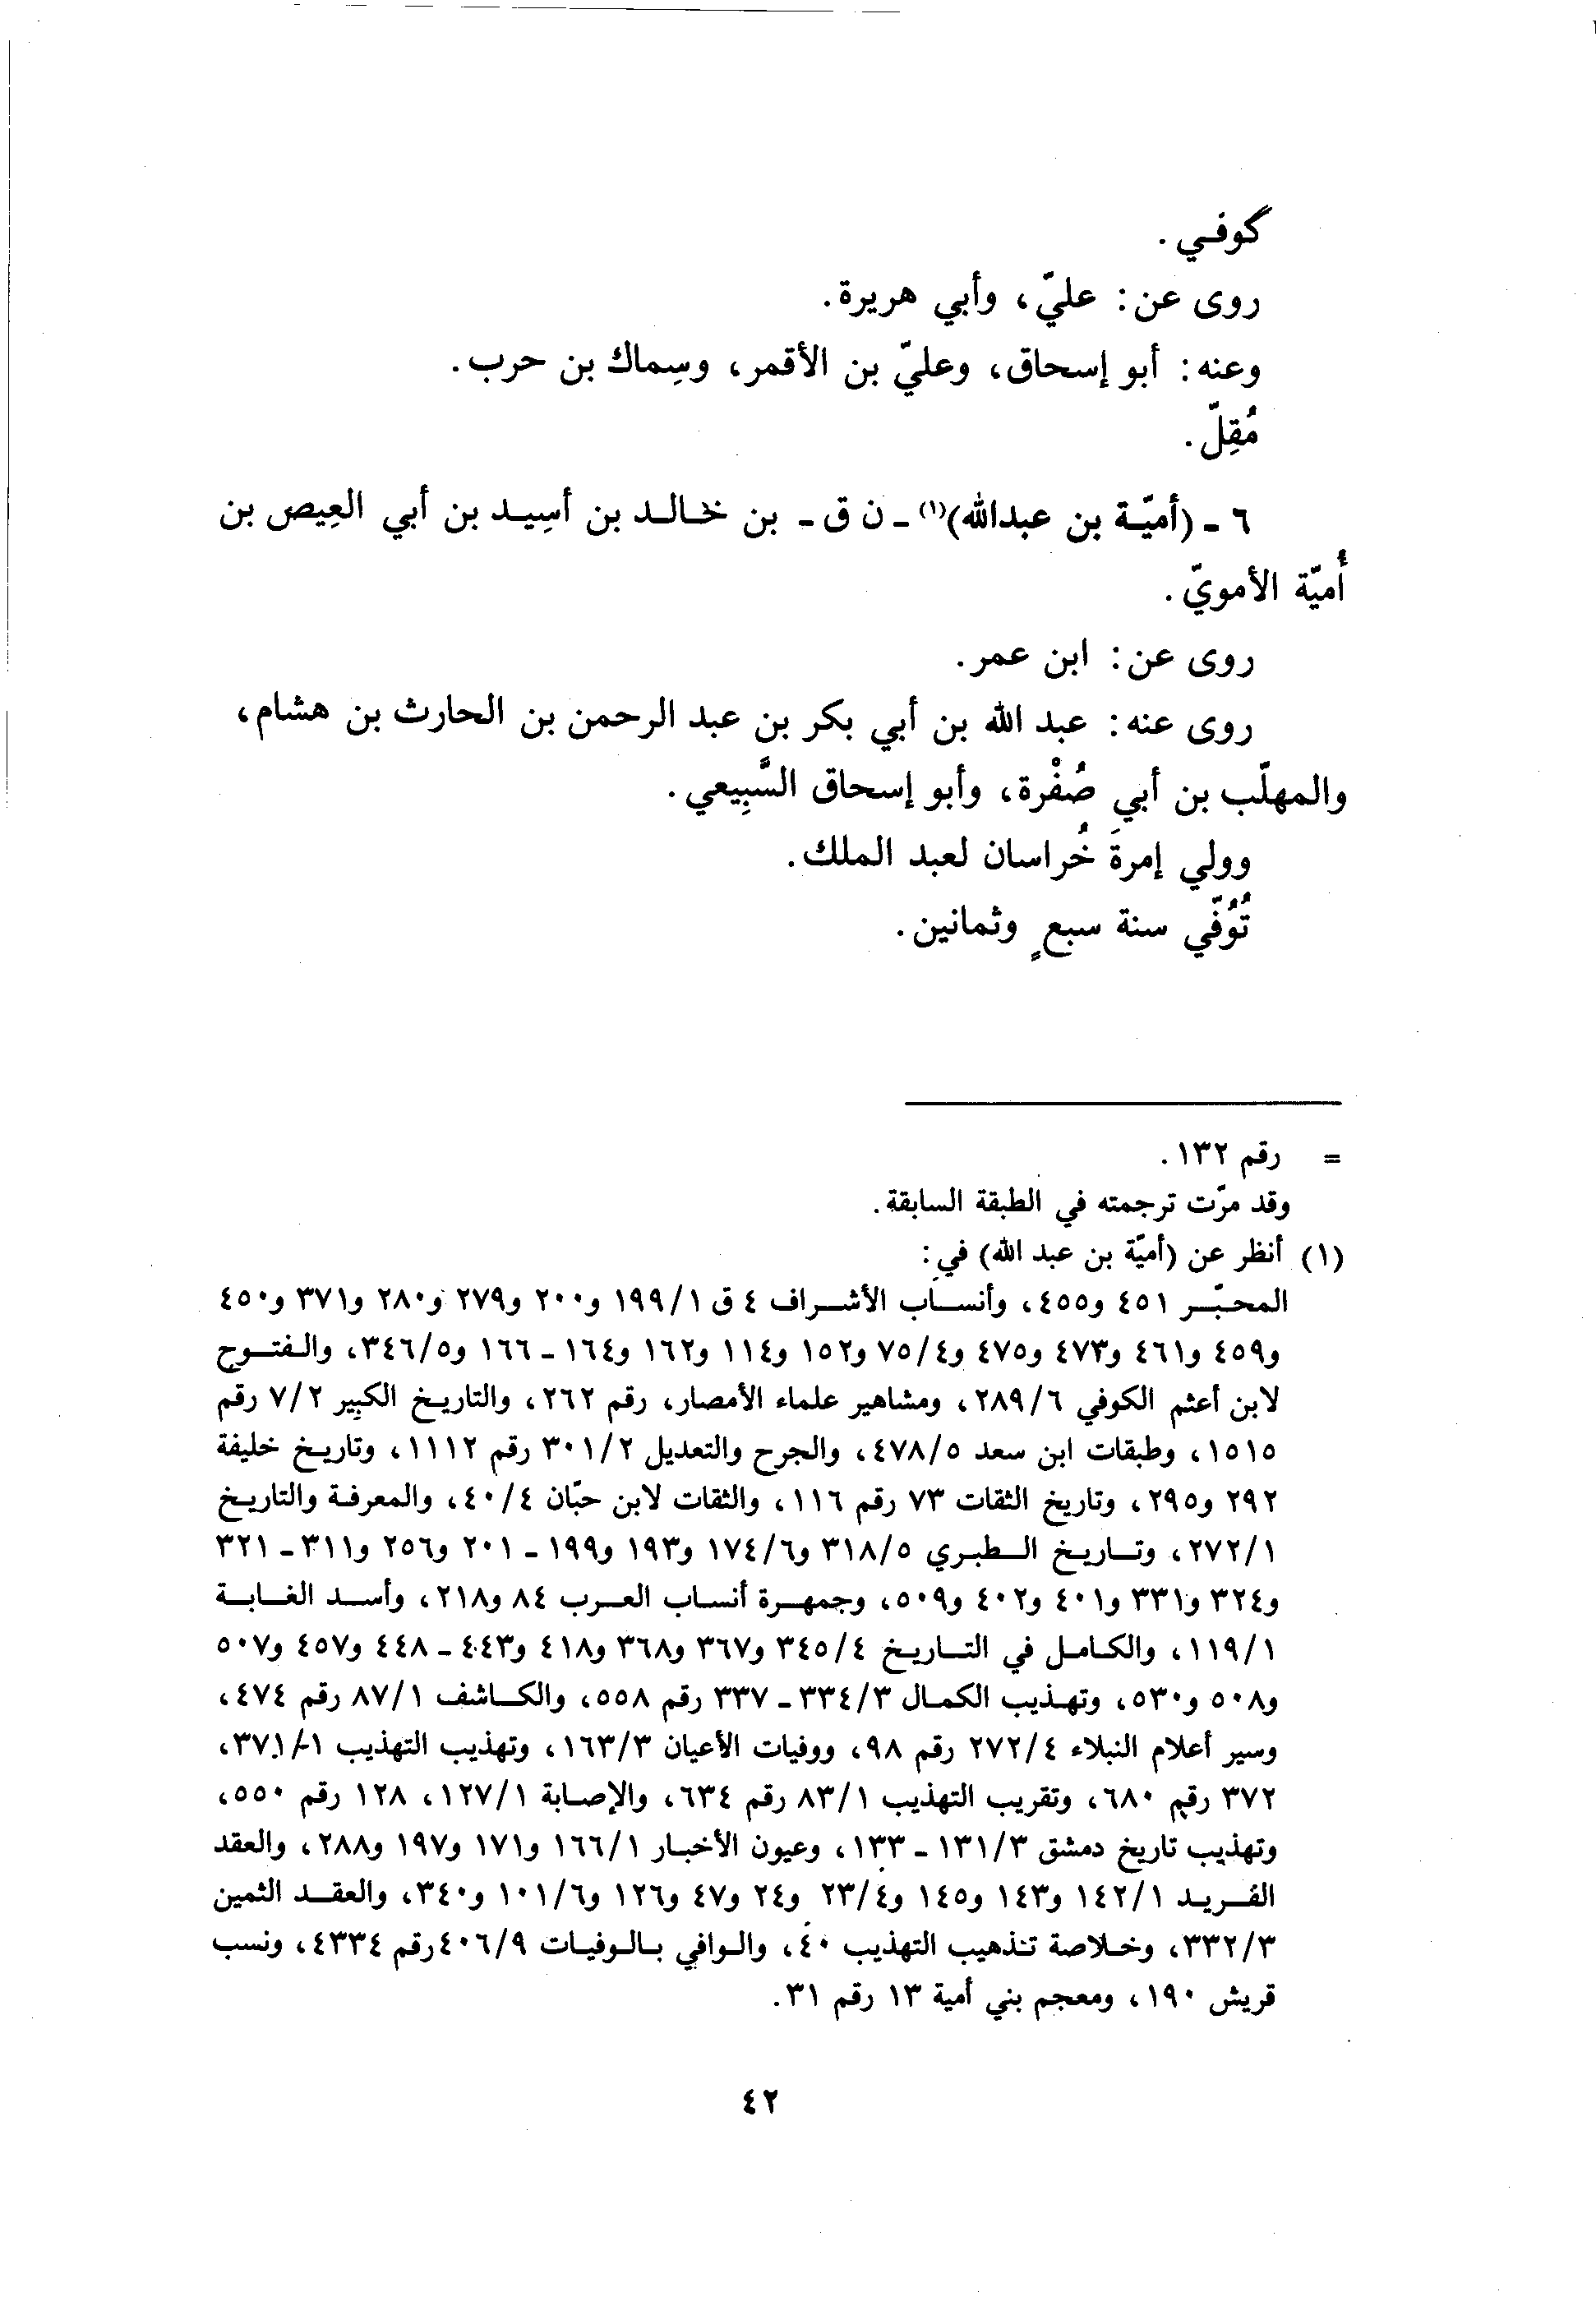 كوفي.
روى عن: عليّ، وأبي هريرة.
وعنه: أبو إسحاق، وعليّ بن الأقمر، وسِماك بن حرب.
مُقِلّ.
٦ - (أميّة بن عبدالله)(١) - ن ق - بن خالد بن أسِيد بن أبي العِيص بن
أُميّة الأمويّ.
روى عن: ابن عمر.
روى عنه: عبد الله بن أبي بكر بن عبد الرحمن بن الحارث بن هشام،
والمهلّب بن أبي صُفْرة، وأبو إسحاق السَّبِيعي.
وولي إمرةَ خُراسان لعبد الملك.
تُوُفّي سنة سبعٍ وثمانين.
= رقم ١٣٢.
وقد مرّت ترجمته في الطبقة السابقة.
(١) أنظر عن (أميّة بن عبد الله) في:
المحبّر ٤٥١ و٤٥٥، وأنساب الأشراف ٤ ق ١/ ١٩٩ و٢٠٠ و٢٧٩ و٢٨٠ و٣٧١ و٤٥٠
و٤٥٩ و٤٦١ و٤٧٣ و٤٧٥ و٤/ ٧٥ و١٥٢ و١١٤ و١٦٢ و١٦٤ - ١٦٦ و٥/ ٣٤٦، والفتوح
لابن أعثم الكوفي ٦/ ٢٨٩، ومشاهير علماء الأمصار، رقم ٢٦٢، والتاريخ الكبير ٢/ ٧ رقم
١٥١٥، وطبقات ابن سعد ٥/ ٤٧٨، والجرح والتعديل ٢/ ٣٠١ رقم ١١١٢، وتاريخ خليفة
٢٩٢ و٢٩٥، وتاريخ الثقات ٧٣ رقم ١١٦، والثقات لابن حبّان ٤/ ٤٠، والمعرفة والتاريخ
١/ ٢٧٢، وتاريخ الطبري ٥/ ٣١٨ و٦/ ١٧٤ و١٩٣ و١٩٩ - ٢٠١ و٢٥٦ و٣١١ - ٣٢١
و٣٢٤ و٣٣١ و٤٠١ و٤٠٢ و٥٠٩، وجمهرة أنساب العرب ٨٤ و٢١٨، وأسد الغابة
١/ ١١٩، والكامل في التاريخ ٤/ ٣٤٥ و٣٦٧ و٣٦٨ و٤١٨ و٤٤٣ - ٤٤٨ و٤٥٧ و٥٠٧
و٥٠٨ و٥٣٠، وتهذيب الكمال ٣/ ٣٣٤ - ٣٣٧ رقم ٥٥٨، والكاشف ١/ ٨٧ رقم ٤٧٤،
وسير أعلام النبلاء ٤/ ٢٧٢ رقم ٩٨، ووفيات الأعيان ٣/ ١٦٣، وتهذيب التهذيب ١/ ٣٧١،
٣٧٢ رقم ٦٨٠، وتقريب التهذيب ١/ ٨٣ رقم ٦٣٤، والإصابة ١/ ١٢٧، ١٢٨ رقم ٥٥٠،
وتهذيب تاريخ دمشق ٣/ ١٣١ - ١٣٣، وعيون الأخبار ١/ ١٦٦ و١٧١ و١٩٧ و٢٨٨، والعقد
الفريد ١/ ١٤٢ و١٤٣ و١٤٥ و٤/ ٢٣ و٢٤ و٤٧ و١٢٦ و٦/ ١٠١ و٣٤٠، والعقد الثمين
٣/ ٣٣٢، وخلاصة تذهيب التهذيب ٤٠، والوافي بالوفيات ٩/ ٤٠٦ رقم ٤٣٣٤، ونسب
قريش ١٩٠، ومعجم بني أمية ١٣ رقم ٣١.
٤٢